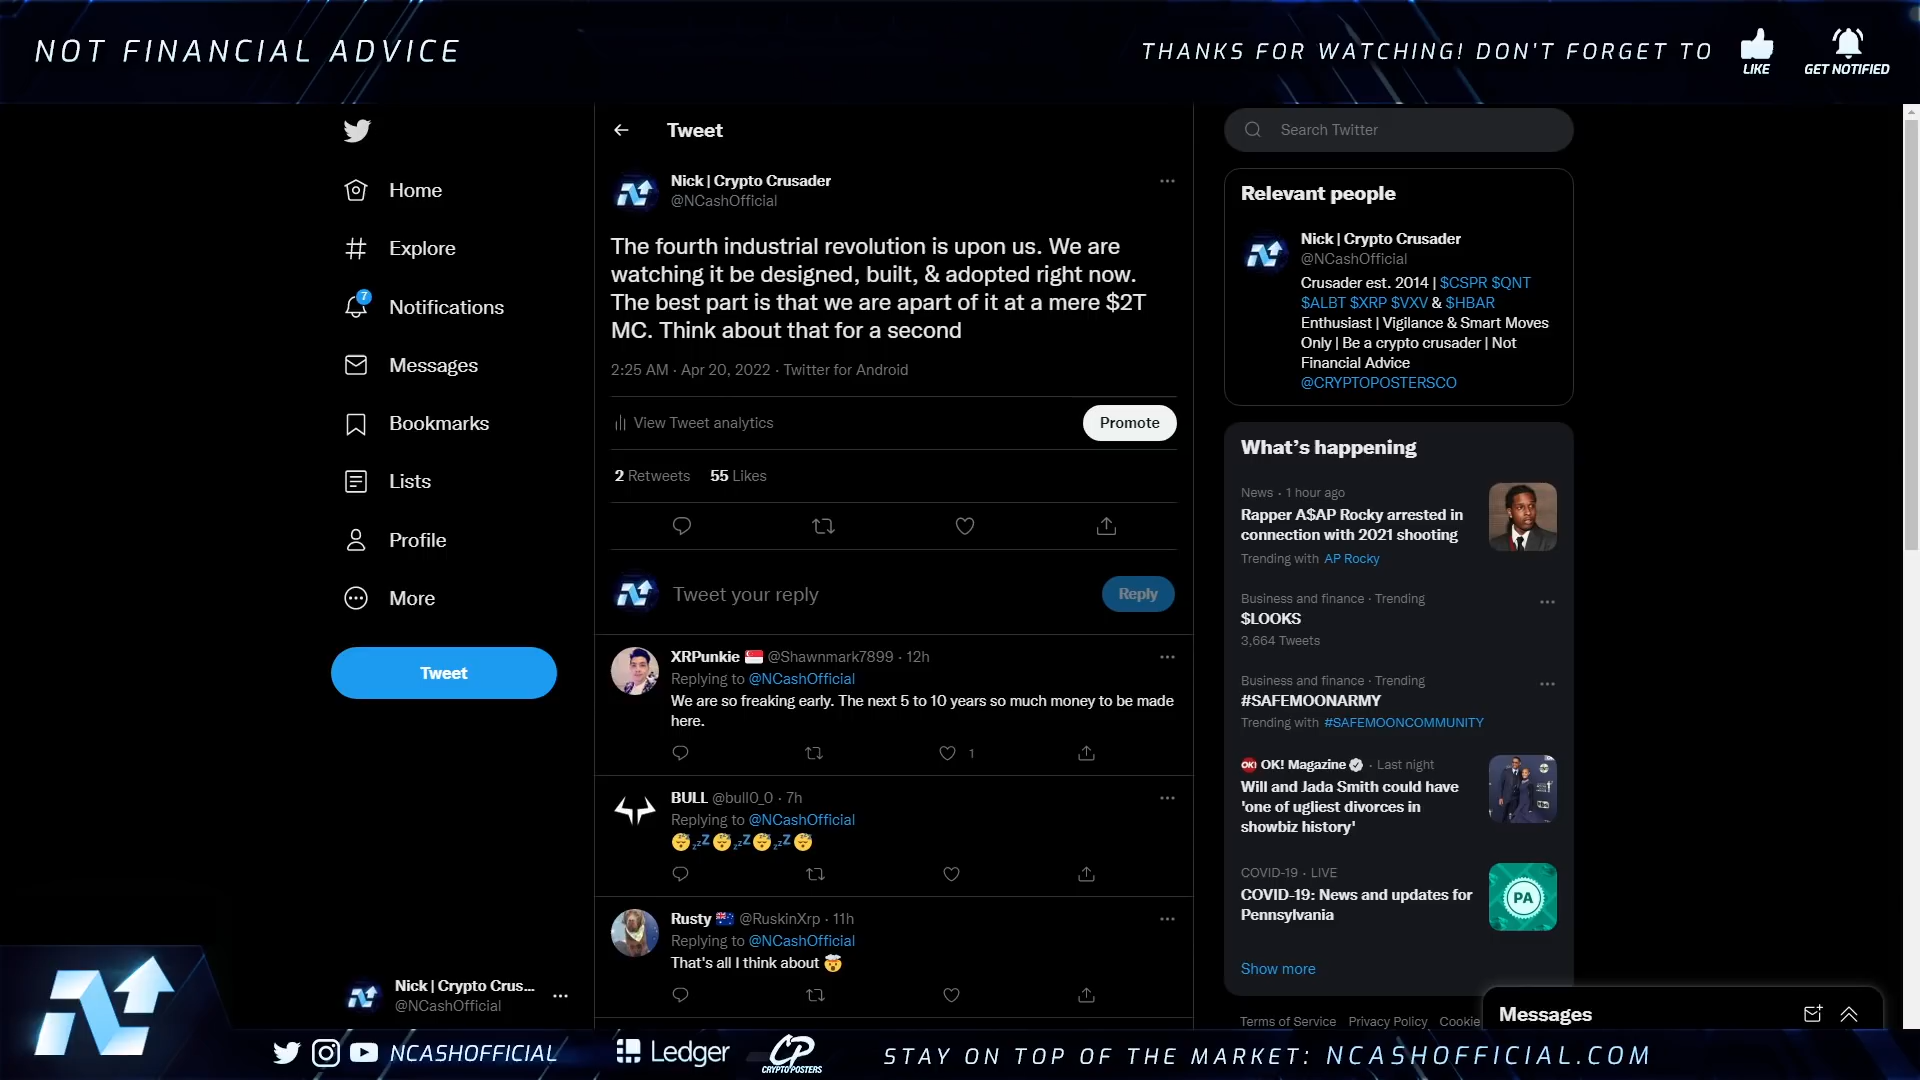 NOT FINANCIAL ADVICE
THANKS FOR WATCHING! DON'T FORGET TO
LIKE
GET NOTIFIED
Home
Explore
7
Notifications
Messages
Bookmarks
Lists
Profile
More
Tweet
Nick | Crypto Crus...
@NCashOfficial
Tweet
Nick | Crypto Crusader
@NCashOfficial
The fourth industrial revolution is upon us. We are
watching it be designed, built, & adopted right now.
The best part is that we are apart of it at a mere $2T
MC. Think about that for a second
2:25 AM · Apr 20, 2022 · Twitter for Android
View Tweet analytics
Promote
2 Retweets 55 Likes
Tweet your reply
Reply
XRPunkie 🇸🇬 @Shawnmark7899 · 12h
Replying to @NCashOfficial
We are so freaking early. The next 5 to 10 years so much money to be made
here.
1
BULL @bull0_0 · 7h
Replying to @NCashOfficial
😴💤😴💤😴💤😴
Rusty 🇦🇺 @RuskinXrp · 11h
Replying to @NCashOfficial
That's all I think about 🤯
Search Twitter
Relevant people
Nick | Crypto Crusader
@NCashOfficial
Crusader est. 2014 | $CSPR $QNT
$ALBT $XRP $VXV & $HBAR
Enthusiast | Vigilance & Smart Moves
Only | Be a crypto crusader | Not
Financial Advice
@CRYPTOPOSTERSCO
What's happening
News · 1 hour ago
Rapper A$AP Rocky arrested in
connection with 2021 shooting
Trending with AP Rocky
Business and finance · Trending
$LOOKS
3,664 Tweets
Business and finance · Trending
#SAFEMOONARMY
Trending with #SAFEMOONCOMMUNITY
OK! OK! Magazine · Last night
Will and Jada Smith could have
'one of ugliest divorces in
showbiz history'
COVID-19 · LIVE
COVID-19: News and updates for
Pennsylvania
PA
Show more
Terms of Service Privacy Policy Cookie
Messages
NCASHOFFICIAL
Ledger
CP
CRYPTO POSTERS
STAY ON TOP OF THE MARKET: NCASHOFFICIAL.COM